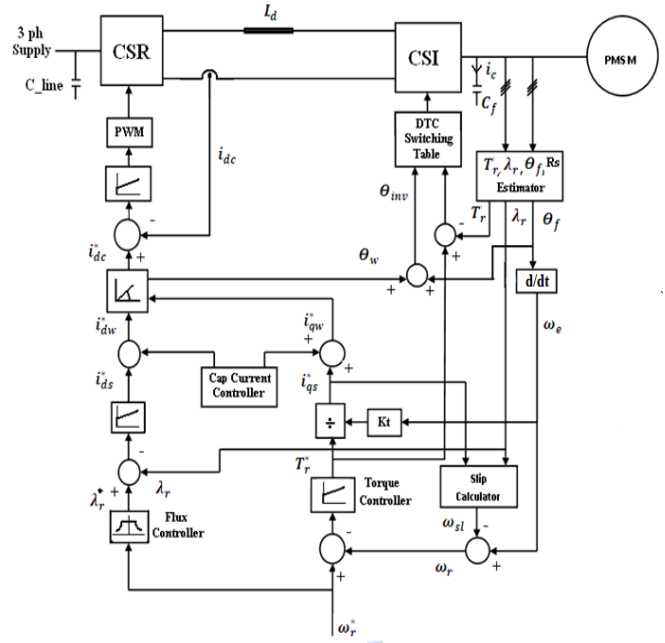 L_d
3 ph
Supply
CSR
CSI
i_c
PMSM
C_line
C_f
PWM
i_dc
DTC
Switching
Table
T_r, λ_r, θ_f, Rs
Estimator
θ_inv
T_r
λ_r
θ_f
-
-
+
i*_dc
+
θ_w
+
+
d/dt
i*_dw
i*_qw
ω_e
+
+
i*_ds
Cap Current
Controller
i*_qs
÷
Kt
-
T*_r
+
λ*_r
λ_r
Torque
Controller
Slip
Calculator
Flux
Controller
ω_sl
-
-
ω_r
+
+
ω*_r